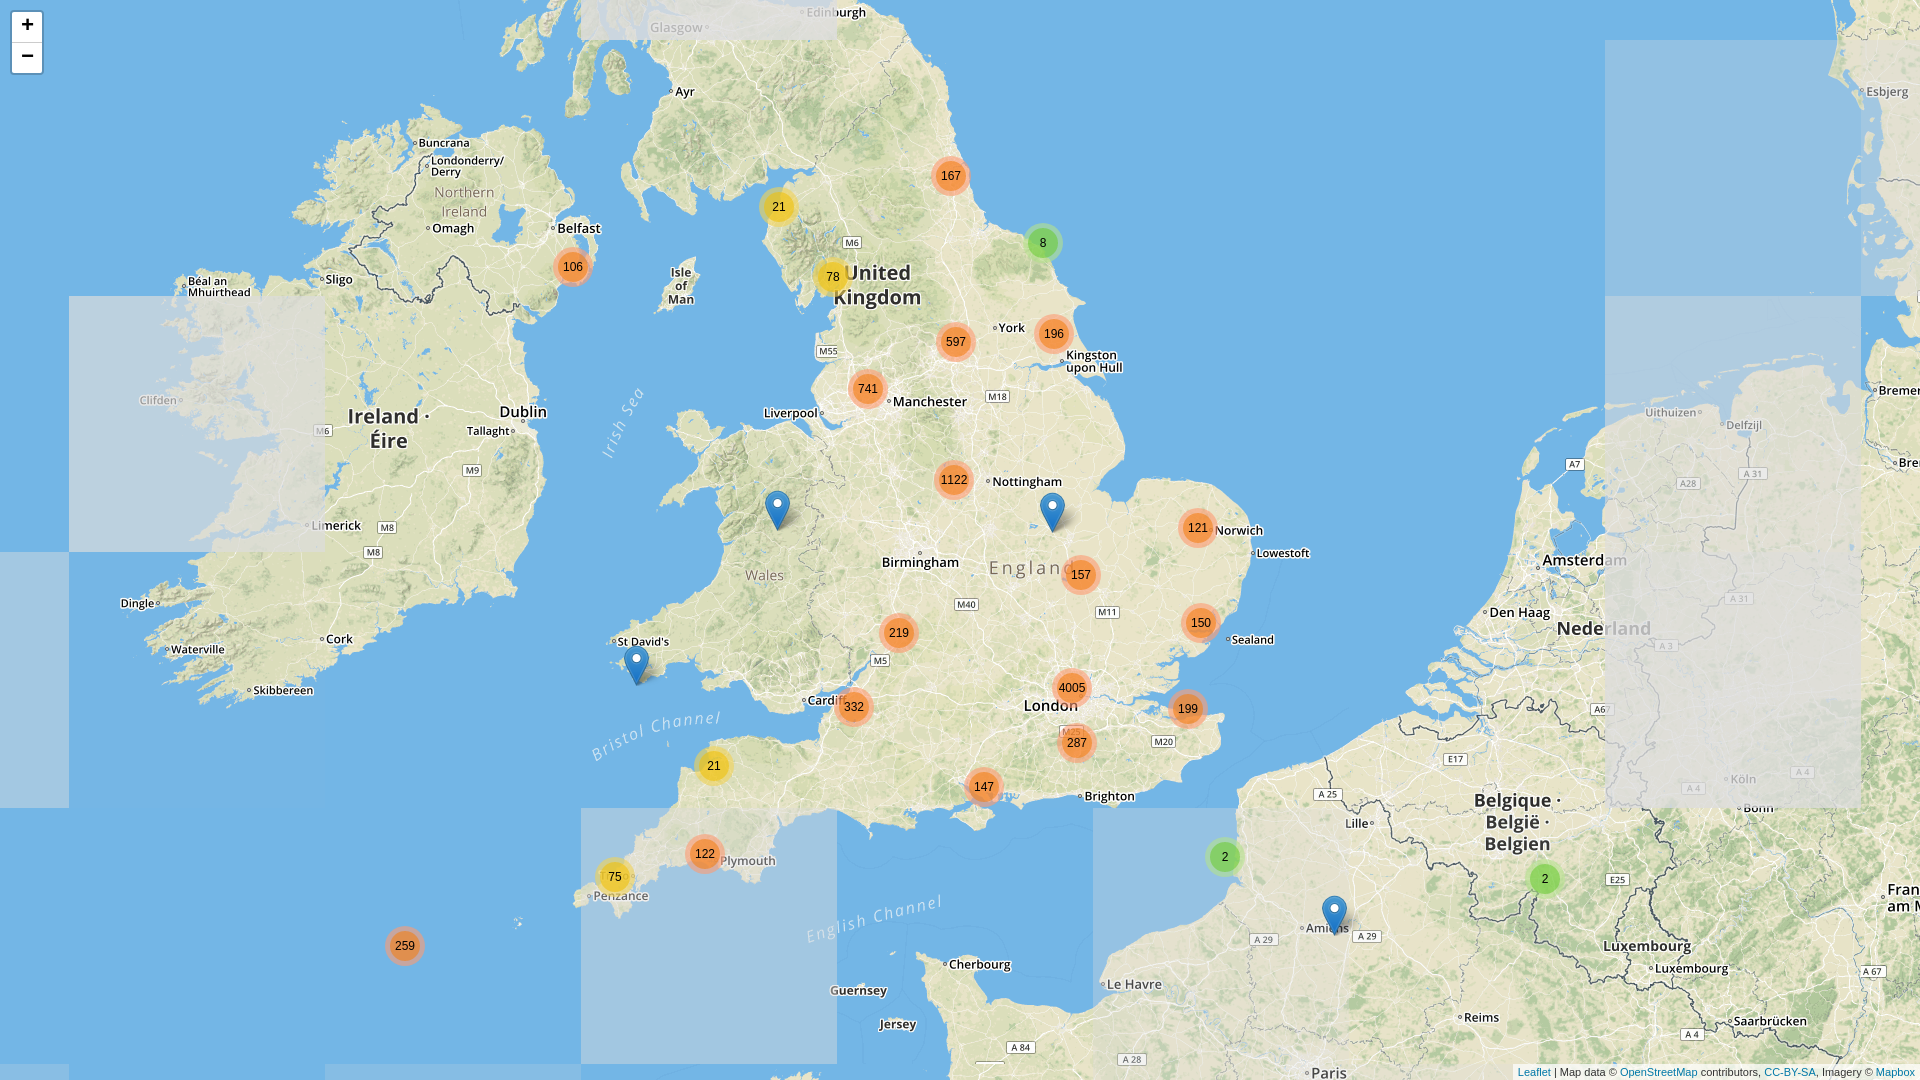 +
−
Glasgow
Edinburgh
Ayr
Esbjerg
Buncrana
Londonderry/
Derry
Northern
Ireland
Omagh
Belfast
167
21
8
M6
106
78
United
Kingdom
Isle
of
Man
Sligo
Béal an
Mhuirthead
York
196
597
M55
Kingston
upon Hull
741
Manchester
M18
Liverpool
Irish Sea
Clifden
Ireland ·
Éire
Dublin
Tallaght
M6
M9
Uithuizen
Delfzijl
A7
A 31
A28
1122
Nottingham
121
Norwich
Lowestoft
Limerick
M8
M8
Birmingham
England
157
Wales
Amsterdam
A 31
Dingle
M40
M11
Den Haag
Nederland
219
150
Sealand
Cork
Waterville
St David's
M5
A 3
Skibbereen
Cardiff
332
4005
London
199
M25
287
M20
Bristol Channel
E17
21
147
Brighton
A 25
Köln
A 4
A 4
Bonn
Belgique ·
België ·
Belgien
Lille
122
Plymouth
2
75
Penzance
2
E25
English Channel
259
Amiens
A 29
A 29
Luxembourg
Luxembourg
A 67
Cherbourg
Guernsey
Le Havre
Jersey
Reims
Saarbrücken
A 4
A 84
A 28
Paris
Leaflet | Map data © OpenStreetMap contributors, CC-BY-SA, Imagery © Mapbox